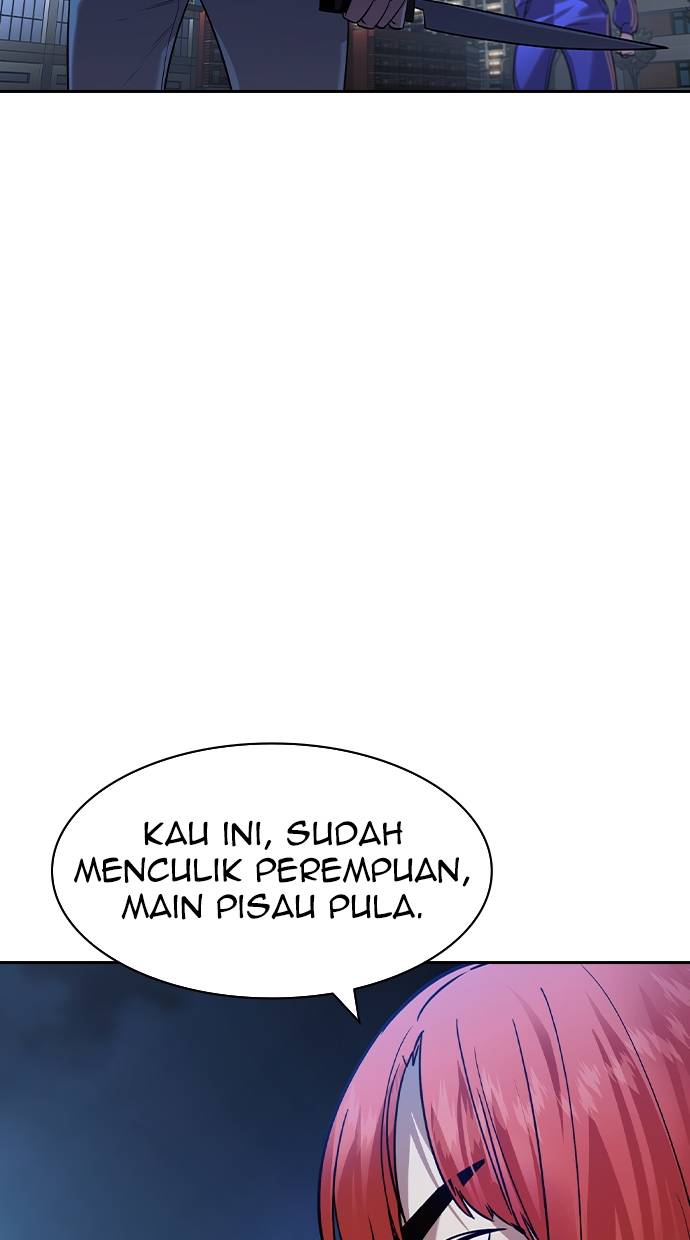 KAU INI, SUDAH
MENCULIK PEREMPUAN,
MAIN PISAU PULA.